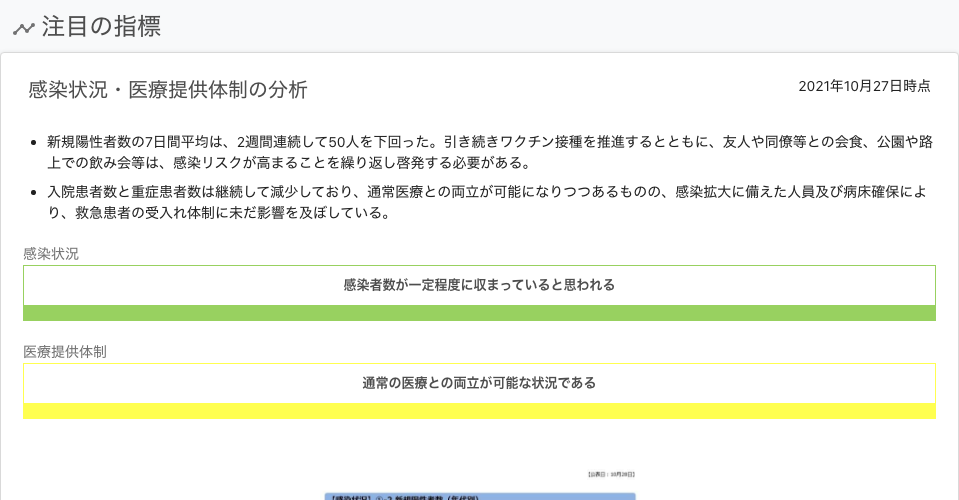 注目の指標
感染状況・医療提供体制の分析
2021年10月27日時点
新規陽性者数の7日間平均は、2週間連続して50人を下回った。引き続きワクチン接種を推進するとともに、友人や同僚等との会食、公園や路
上での飲み会等は、感染リスクが高まることを繰り返し啓発する必要がある。
入院患者数と重症患者数は継続して減少しており、通常医療との両立が可能になりつつあるものの、感染拡大に備えた人員及び病床確保によ
り、救急患者の受入れ体制に未だ影響を及ぼしている。
感染状況
感染者数が一定程度に収まっていると思われる
医療提供体制
通常の医療との両立が可能な状況である
【公表日：10月28日】